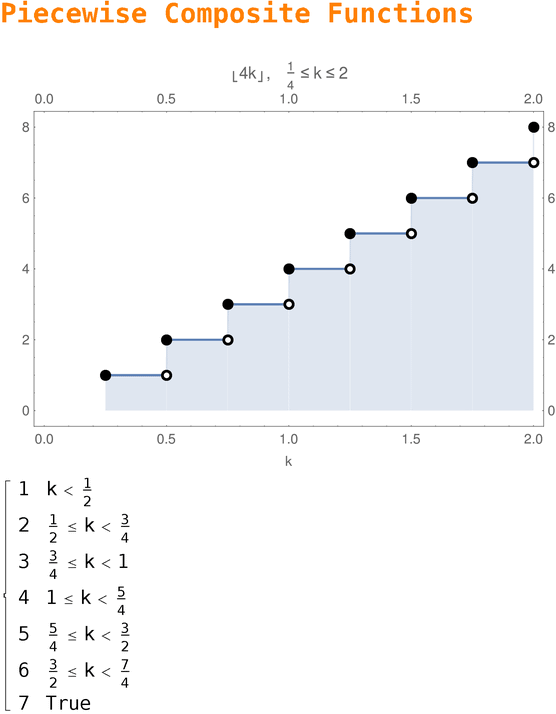 Piecewise Composite Functions
⌊4k⌋, 1/4 ≤ k ≤ 2
0.0 0.5 1.0 1.5 2.0
8 8
6 6
4 4
2 2
0 0
0.0 0.5 1.0 1.5 2.0
k
1 k < 1/2
2 1/2 ≤ k < 3/4
3 3/4 ≤ k < 1
4 1 ≤ k < 5/4
5 5/4 ≤ k < 3/2
6 3/2 ≤ k < 7/4
7 True